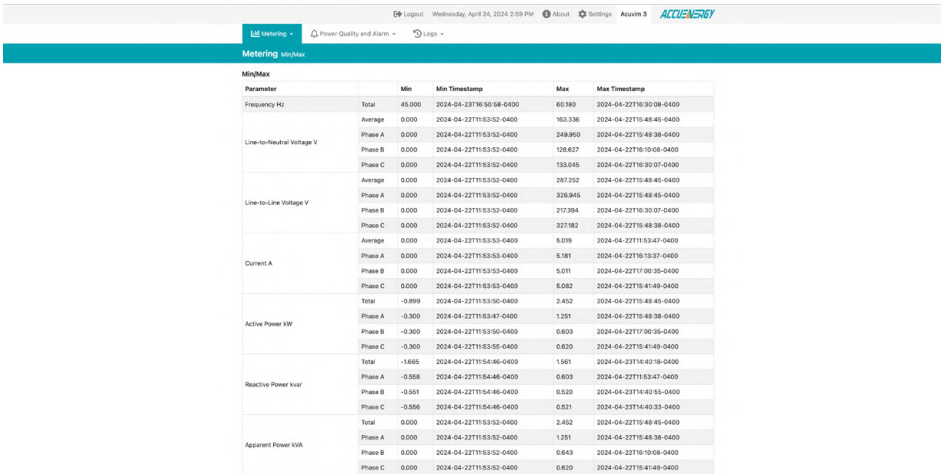 Logout Wednesday, April 24, 2024 2:59 PM About Settings Acuvim 3 ACCUENERGY
Metering Power Quality and Alarm Logs
Metering Min/Max
Min/Max
Parameter Min Min Timestamp Max Max Timestamp
Frequency Hz Total 45.000 2024-04-23T16:50:58-0400 60.180 2024-04-22T16:30:08-0400
Line-to-Neutral Voltage V
Average 0.000 2024-04-22T11:53:52-0400 163.336 2024-04-22T15:48:45-0400
Phase A 0.000 2024-04-22T11:53:52-0400 249.950 2024-04-22T15:48:38-0400
Phase B 0.000 2024-04-22T11:53:52-0400 128.627 2024-04-22T16:10:08-0400
Phase C 0.000 2024-04-22T11:53:52-0400 133.045 2024-04-22T16:30:07-0400
Line-to-Line Voltage V
Average 0.000 2024-04-22T11:53:52-0400 287.252 2024-04-22T15:48:45-0400
Phase A 0.000 2024-04-22T11:53:52-0400 326.945 2024-04-22T15:48:45-0400
Phase B 0.000 2024-04-22T11:53:52-0400 217.394 2024-04-22T16:30:07-0400
Phase C 0.000 2024-04-22T11:53:52-0400 327.182 2024-04-22T15:48:38-0400
Current A
Average 0.000 2024-04-22T11:53:53-0400 5.019 2024-04-22T11:53:47-0400
Phase A 0.000 2024-04-22T11:53:53-0400 5.181 2024-04-22T16:13:37-0400
Phase B 0.000 2024-04-22T11:53:53-0400 5.011 2024-04-22T17:00:35-0400
Phase C 0.000 2024-04-22T11:53:53-0400 5.082 2024-04-22T15:41:49-0400
Active Power kW
Total -0.899 2024-04-22T11:53:50-0400 2.452 2024-04-22T15:48:45-0400
Phase A -0.300 2024-04-22T11:53:47-0400 1.251 2024-04-22T15:48:38-0400
Phase B -0.300 2024-04-22T11:53:50-0400 0.603 2024-04-22T17:00:35-0400
Phase C -0.300 2024-04-22T11:53:55-0400 0.620 2024-04-22T15:41:49-0400
Reactive Power kvar
Total -1.665 2024-04-22T11:54:46-0400 1.561 2024-04-23T14:40:18-0400
Phase A -0.558 2024-04-22T11:54:46-0400 0.603 2024-04-22T11:53:47-0400
Phase B -0.551 2024-04-22T11:54:46-0400 0.520 2024-04-23T14:40:55-0400
Phase C -0.556 2024-04-22T11:54:46-0400 0.521 2024-04-23T14:40:33-0400
Apparent Power kVA
Total 0.000 2024-04-22T11:53:52-0400 2.452 2024-04-22T15:48:45-0400
Phase A 0.000 2024-04-22T11:53:52-0400 1.251 2024-04-22T15:48:38-0400
Phase B 0.000 2024-04-22T11:53:52-0400 0.643 2024-04-22T16:10:08-0400
Phase C 0.000 2024-04-22T11:53:52-0400 0.620 2024-04-22T15:41:49-0400